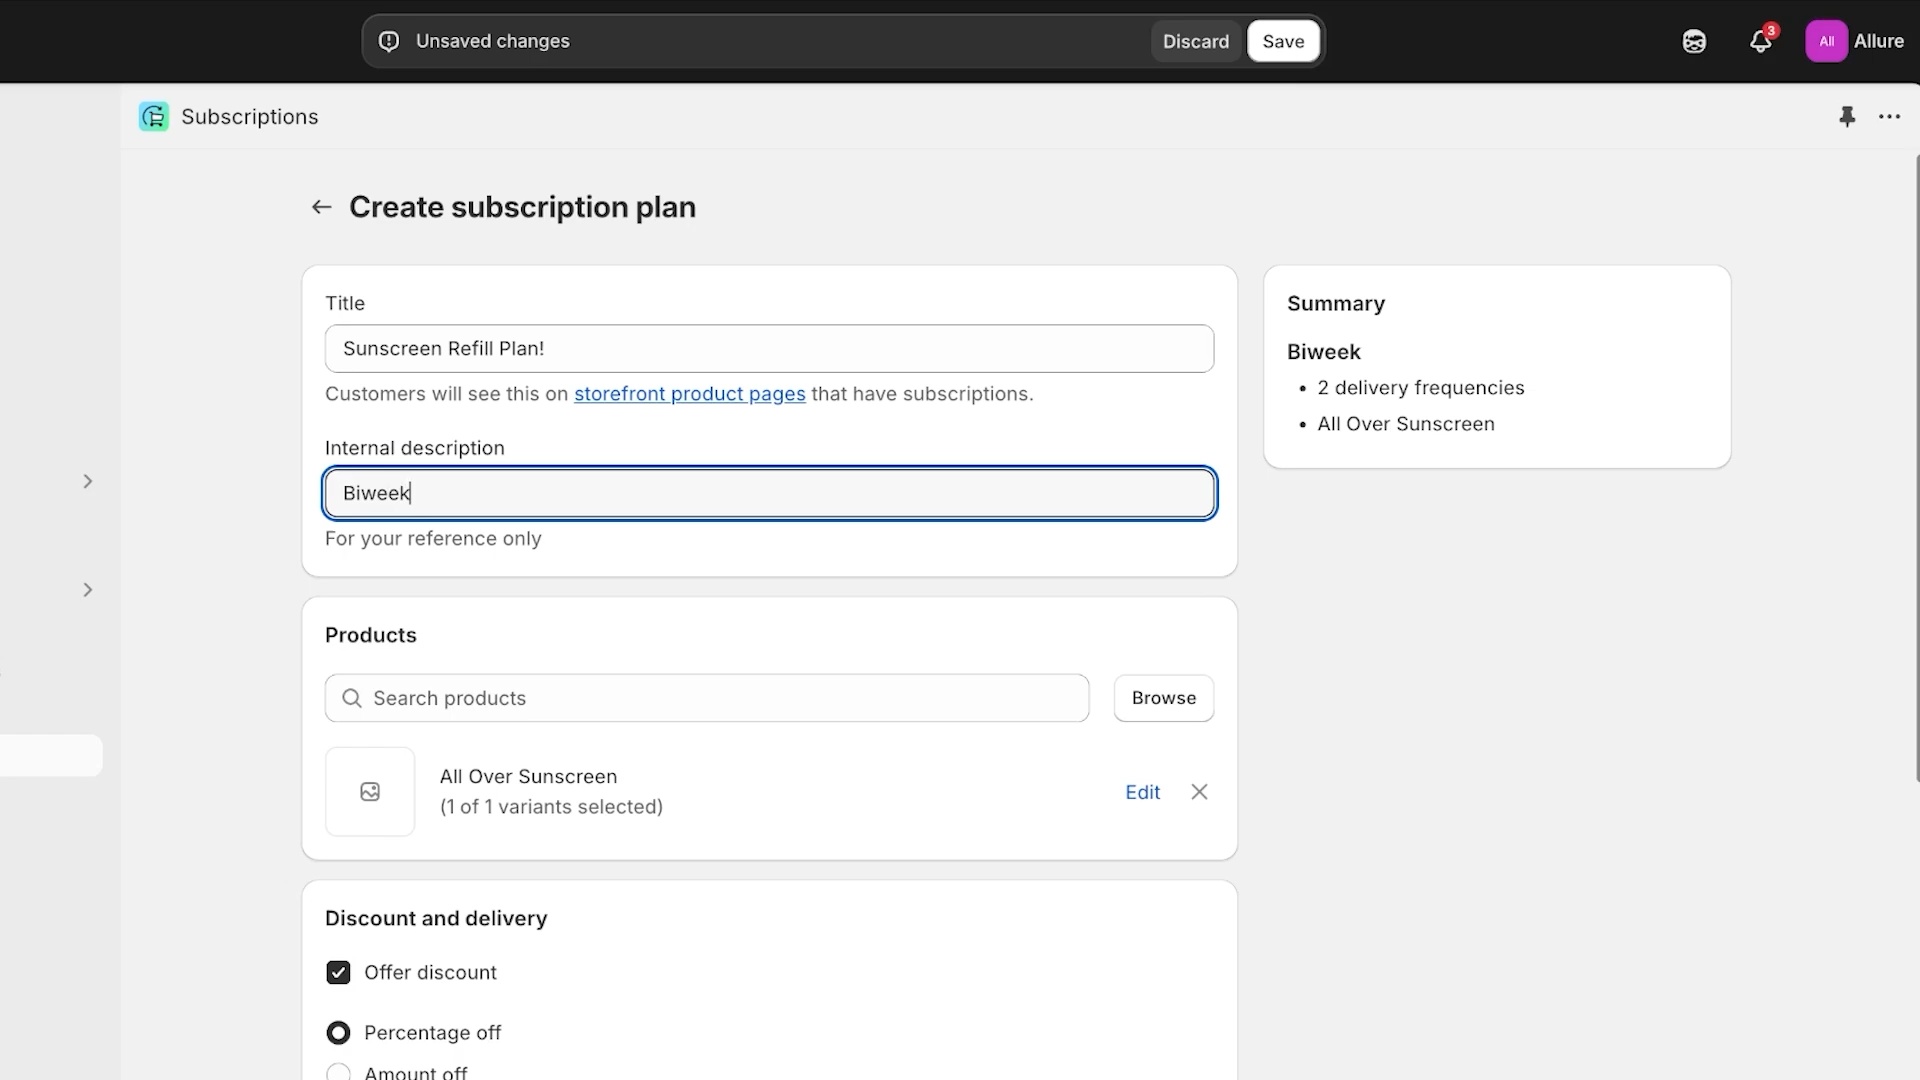 Unsaved changes
Discard
Save
3
All
Allure
Subscriptions
Create subscription plan
Title
Sunscreen Refill Plan!
Customers will see this on storefront product pages that have subscriptions.
Internal description
Biweek
For your reference only
Summary
Biweek
• 2 delivery frequencies
• All Over Sunscreen
Products
Search products
Browse
All Over Sunscreen
(1 of 1 variants selected)
Edit
Discount and delivery
Offer discount
Percentage off
Amount off